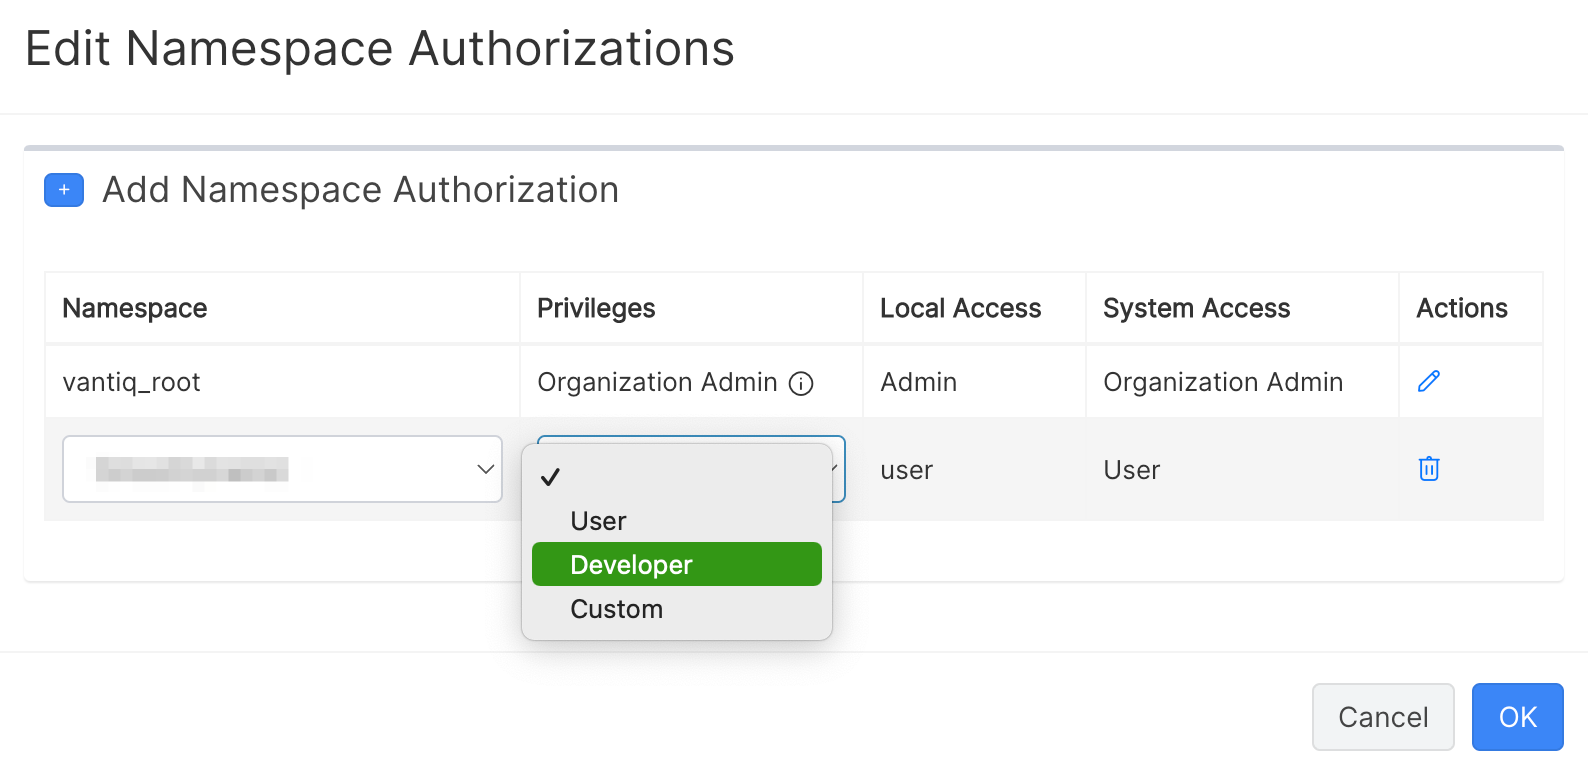 Edit Namespace Authorizations
+ Add Namespace Authorization
Namespace Privileges Local Access System Access Actions
vantiq_root Organization Admin Admin Organization Admin
user User
User
Developer
Custom
Cancel OK